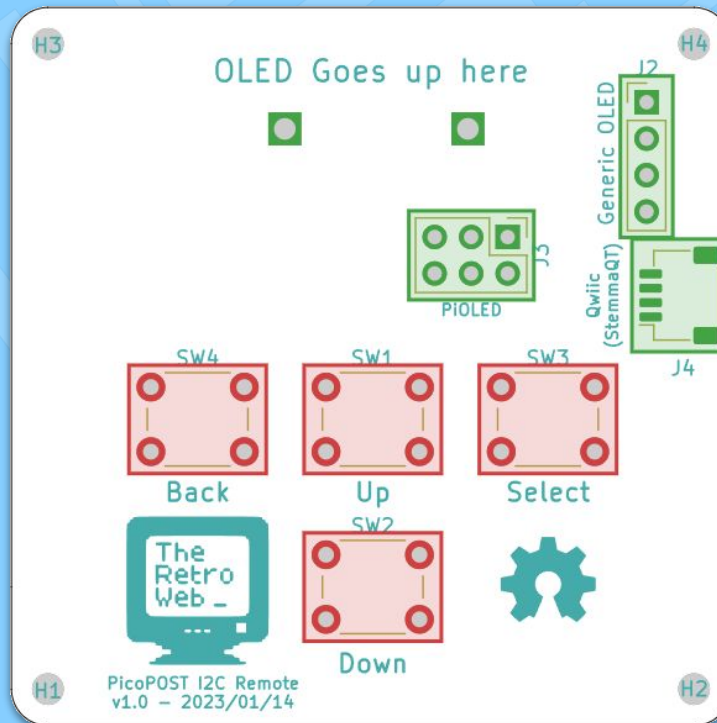 H3
H4
OLED Goes up here
J2
Generic OLED
J3
PiOLED
Qwiic
(StemmaQT)
J4
SW4
SW1
SW3
Back
Up
Select
SW2
The
Retro
Web _
Down
H1
PicoPOST I2C Remote
v1.0 - 2023/01/14
H2